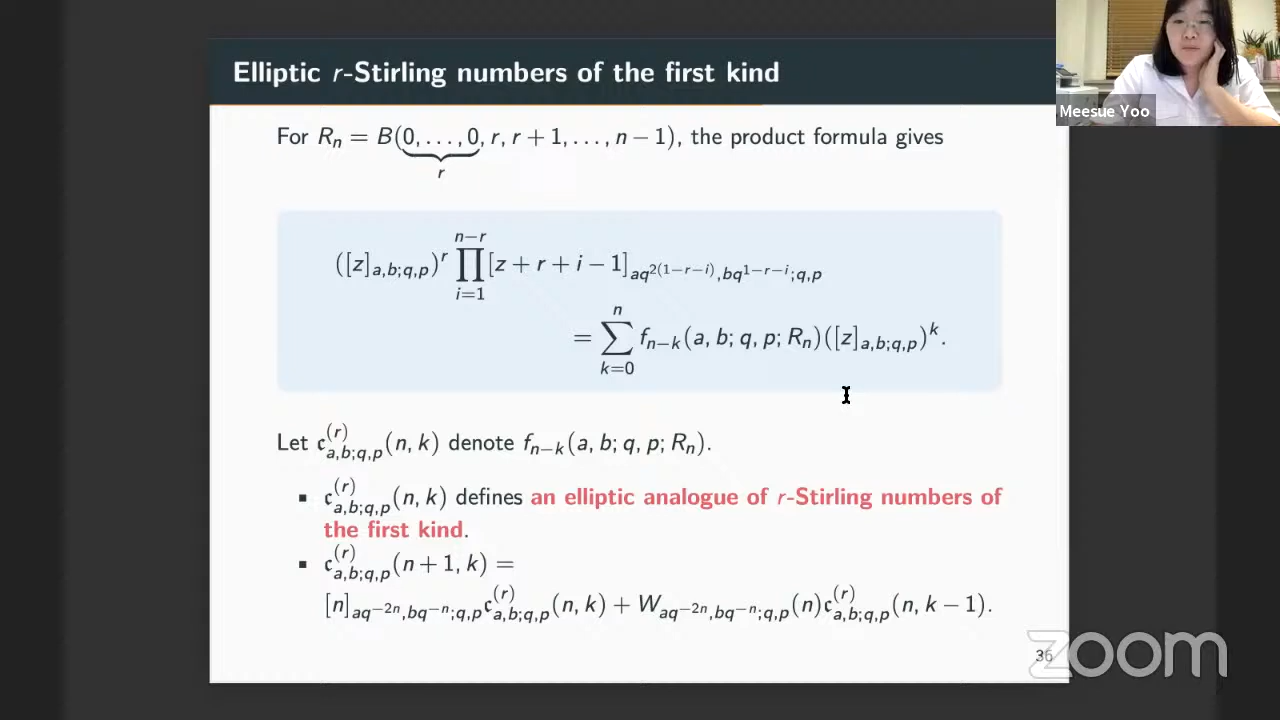 Elliptic r-Stirling numbers of the first kind
Meesue Yoo
For Rₙ = B(0, . . . , 0, r, r + 1, . . . , n − 1), the product formula gives
r
([z]_{a,b;q,p})^r ∏_{i=1}^{n−r} [z + r + i − 1]_{aq^{2(1−r−i)},bq^{1−r−i};q,p}
= ∑_{k=0}^{n} f_{n−k}(a, b; q, p; Rₙ)([z]_{a,b;q,p})^k.
Let 𝔠^{(r)}_{a,b;q,p}(n, k) denote f_{n−k}(a, b; q, p; Rₙ).
▪ 𝔠^{(r)}_{a,b;q,p}(n, k) defines an elliptic analogue of r-Stirling numbers of
the first kind.
▪ 𝔠^{(r)}_{a,b;q,p}(n + 1, k) =
[n]_{aq^{−2n},bq^{−n};q,p}𝔠^{(r)}_{a,b;q,p}(n, k) + W_{aq^{−2n},bq^{−n};q,p}(n)𝔠^{(r)}_{a,b;q,p}(n, k − 1).
36
zoom